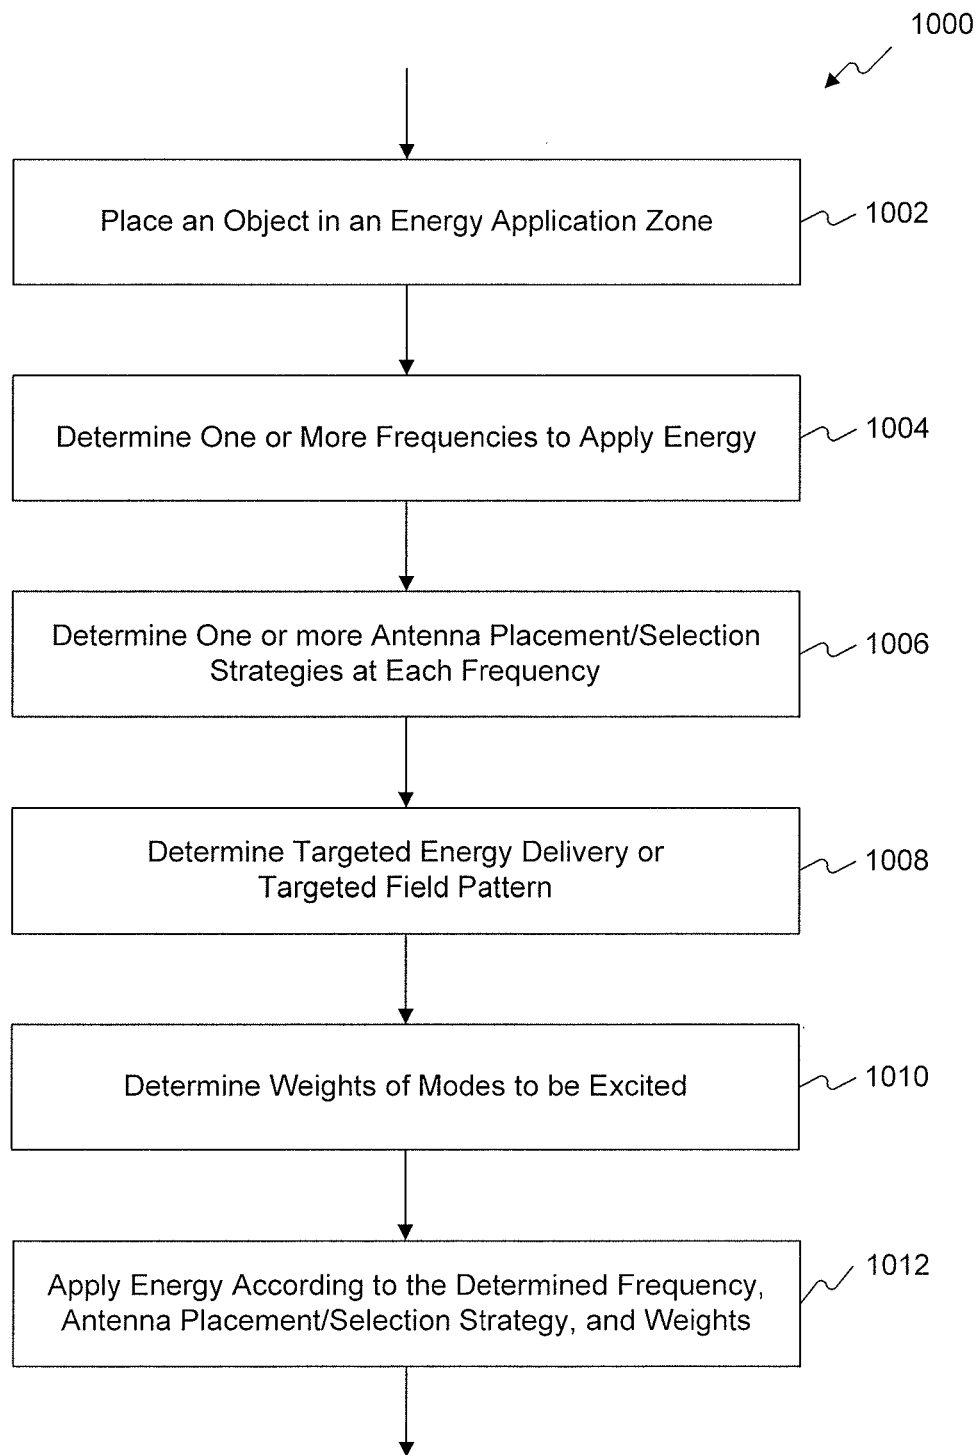 1000
Place an Object in an Energy Application Zone
1002
Determine One or More Frequencies to Apply Energy
1004
Determine One or more Antenna Placement/Selection
Strategies at Each Frequency
1006
Determine Targeted Energy Delivery or
Targeted Field Pattern
1008
Determine Weights of Modes to be Excited
1010
Apply Energy According to the Determined Frequency,
Antenna Placement/Selection Strategy, and Weights
1012